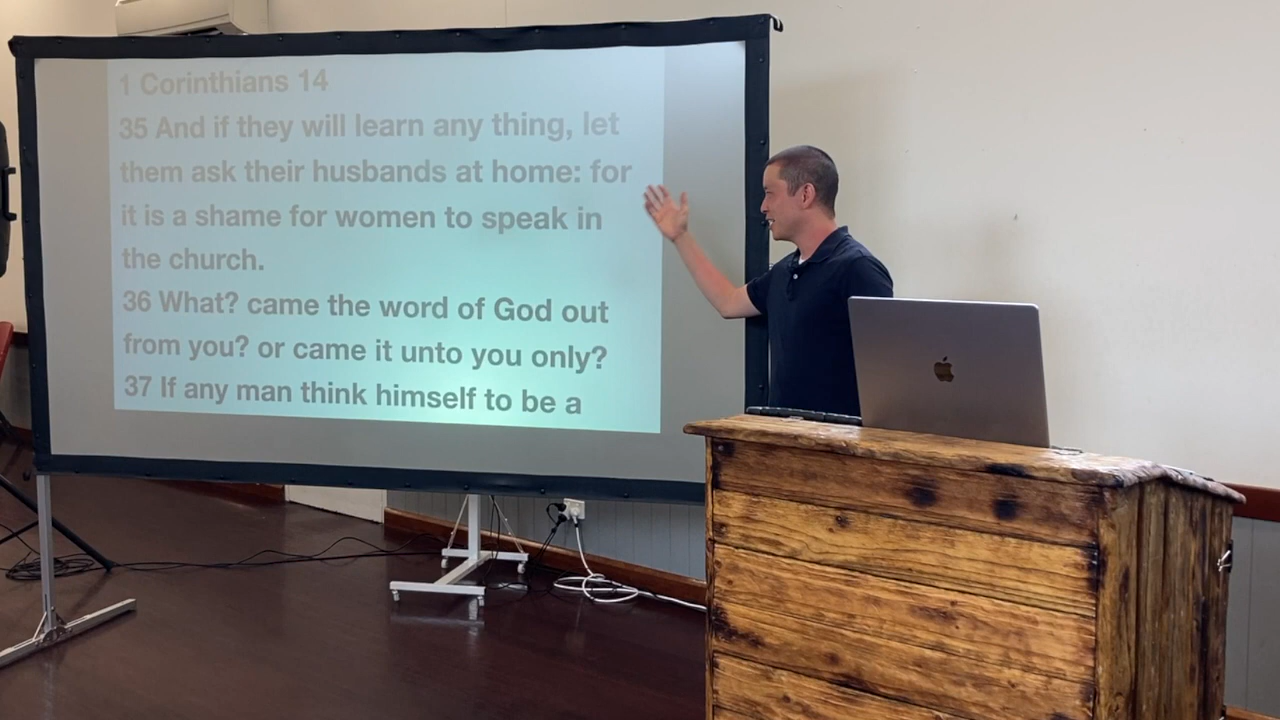 1 Corinthians 14
35 And if they will learn any thing, let
them ask their husbands at home: for
it is a shame for women to speak in
the church.
36 What? came the word of God out
from you? or came it unto you only?
37 If any man think himself to be a